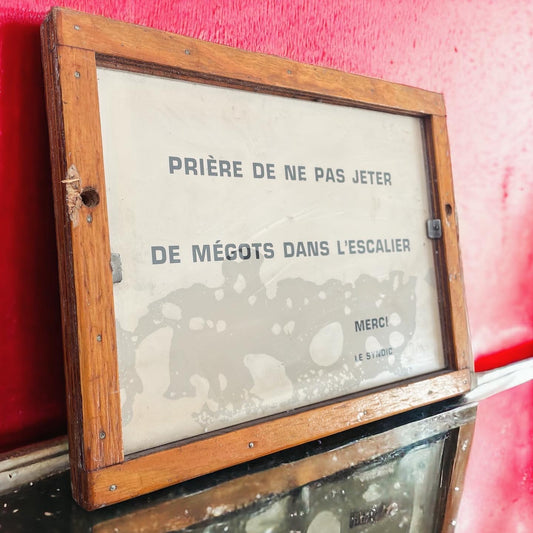 PRIÈRE DE NE PAS JETER
DE MÉGOTS DANS L'ESCALIER
MERCI
LE SYNDIC